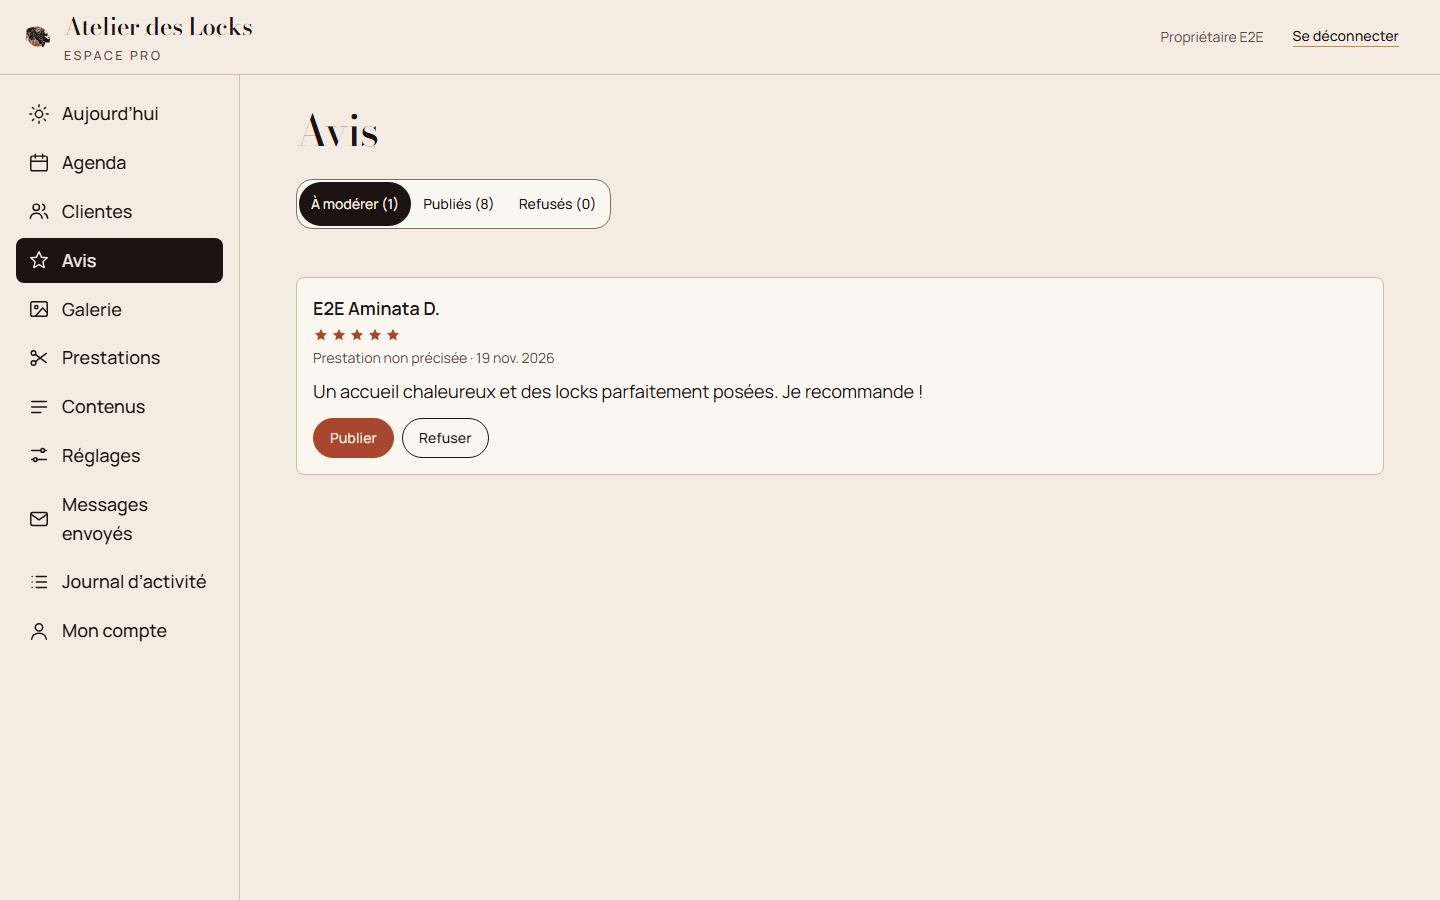 Atelier des Locks
ESPACE PRO
Propriétaire E2E
Se déconnecter
Aujourd’hui
Agenda
Clientes
Avis
Galerie
Prestations
Contenus
Réglages
Messages
envoyés
Journal d’activité
Mon compte
Avis
À modérer (1)
Publiés (8)
Refusés (0)
E2E Aminata D.
Prestation non précisée · 19 nov. 2026
Un accueil chaleureux et des locks parfaitement posées. Je recommande !
Publier
Refuser